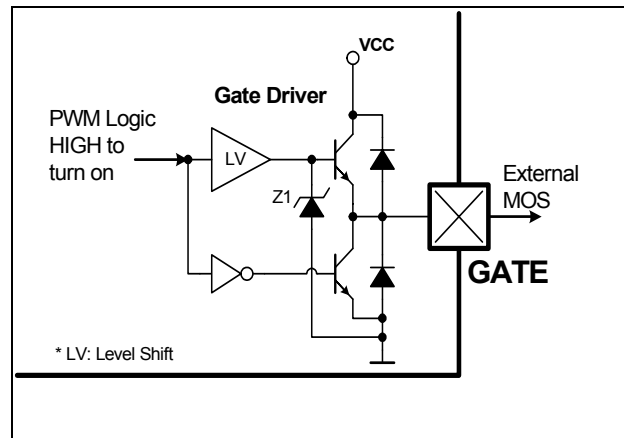 VCC
Gate Driver
PWM Logic
HIGH to
turn on
LV
Z1
External
MOS
GATE
* LV: Level Shift